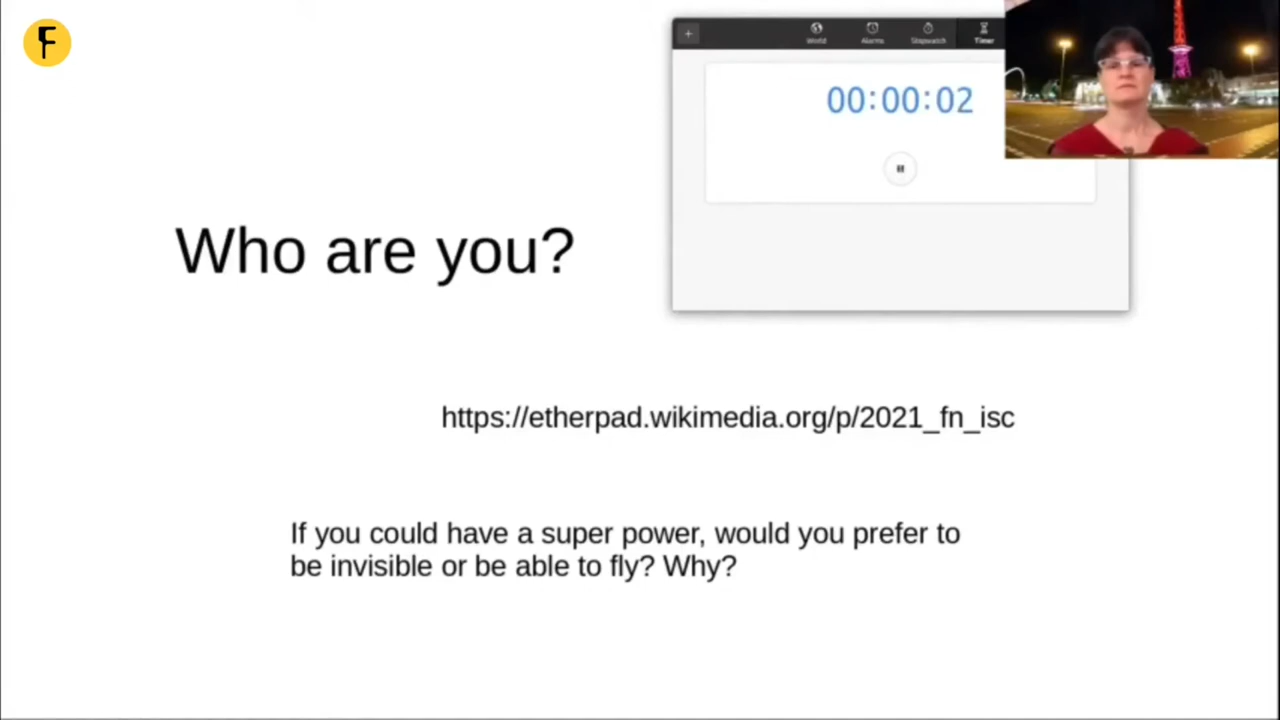 F
+
World
Alarms
Stopwatch
Timer
00:00:02
Who are you?
https://etherpad.wikimedia.org/p/2021_fn_isc
If you could have a super power, would you prefer to
be invisible or be able to fly? Why?